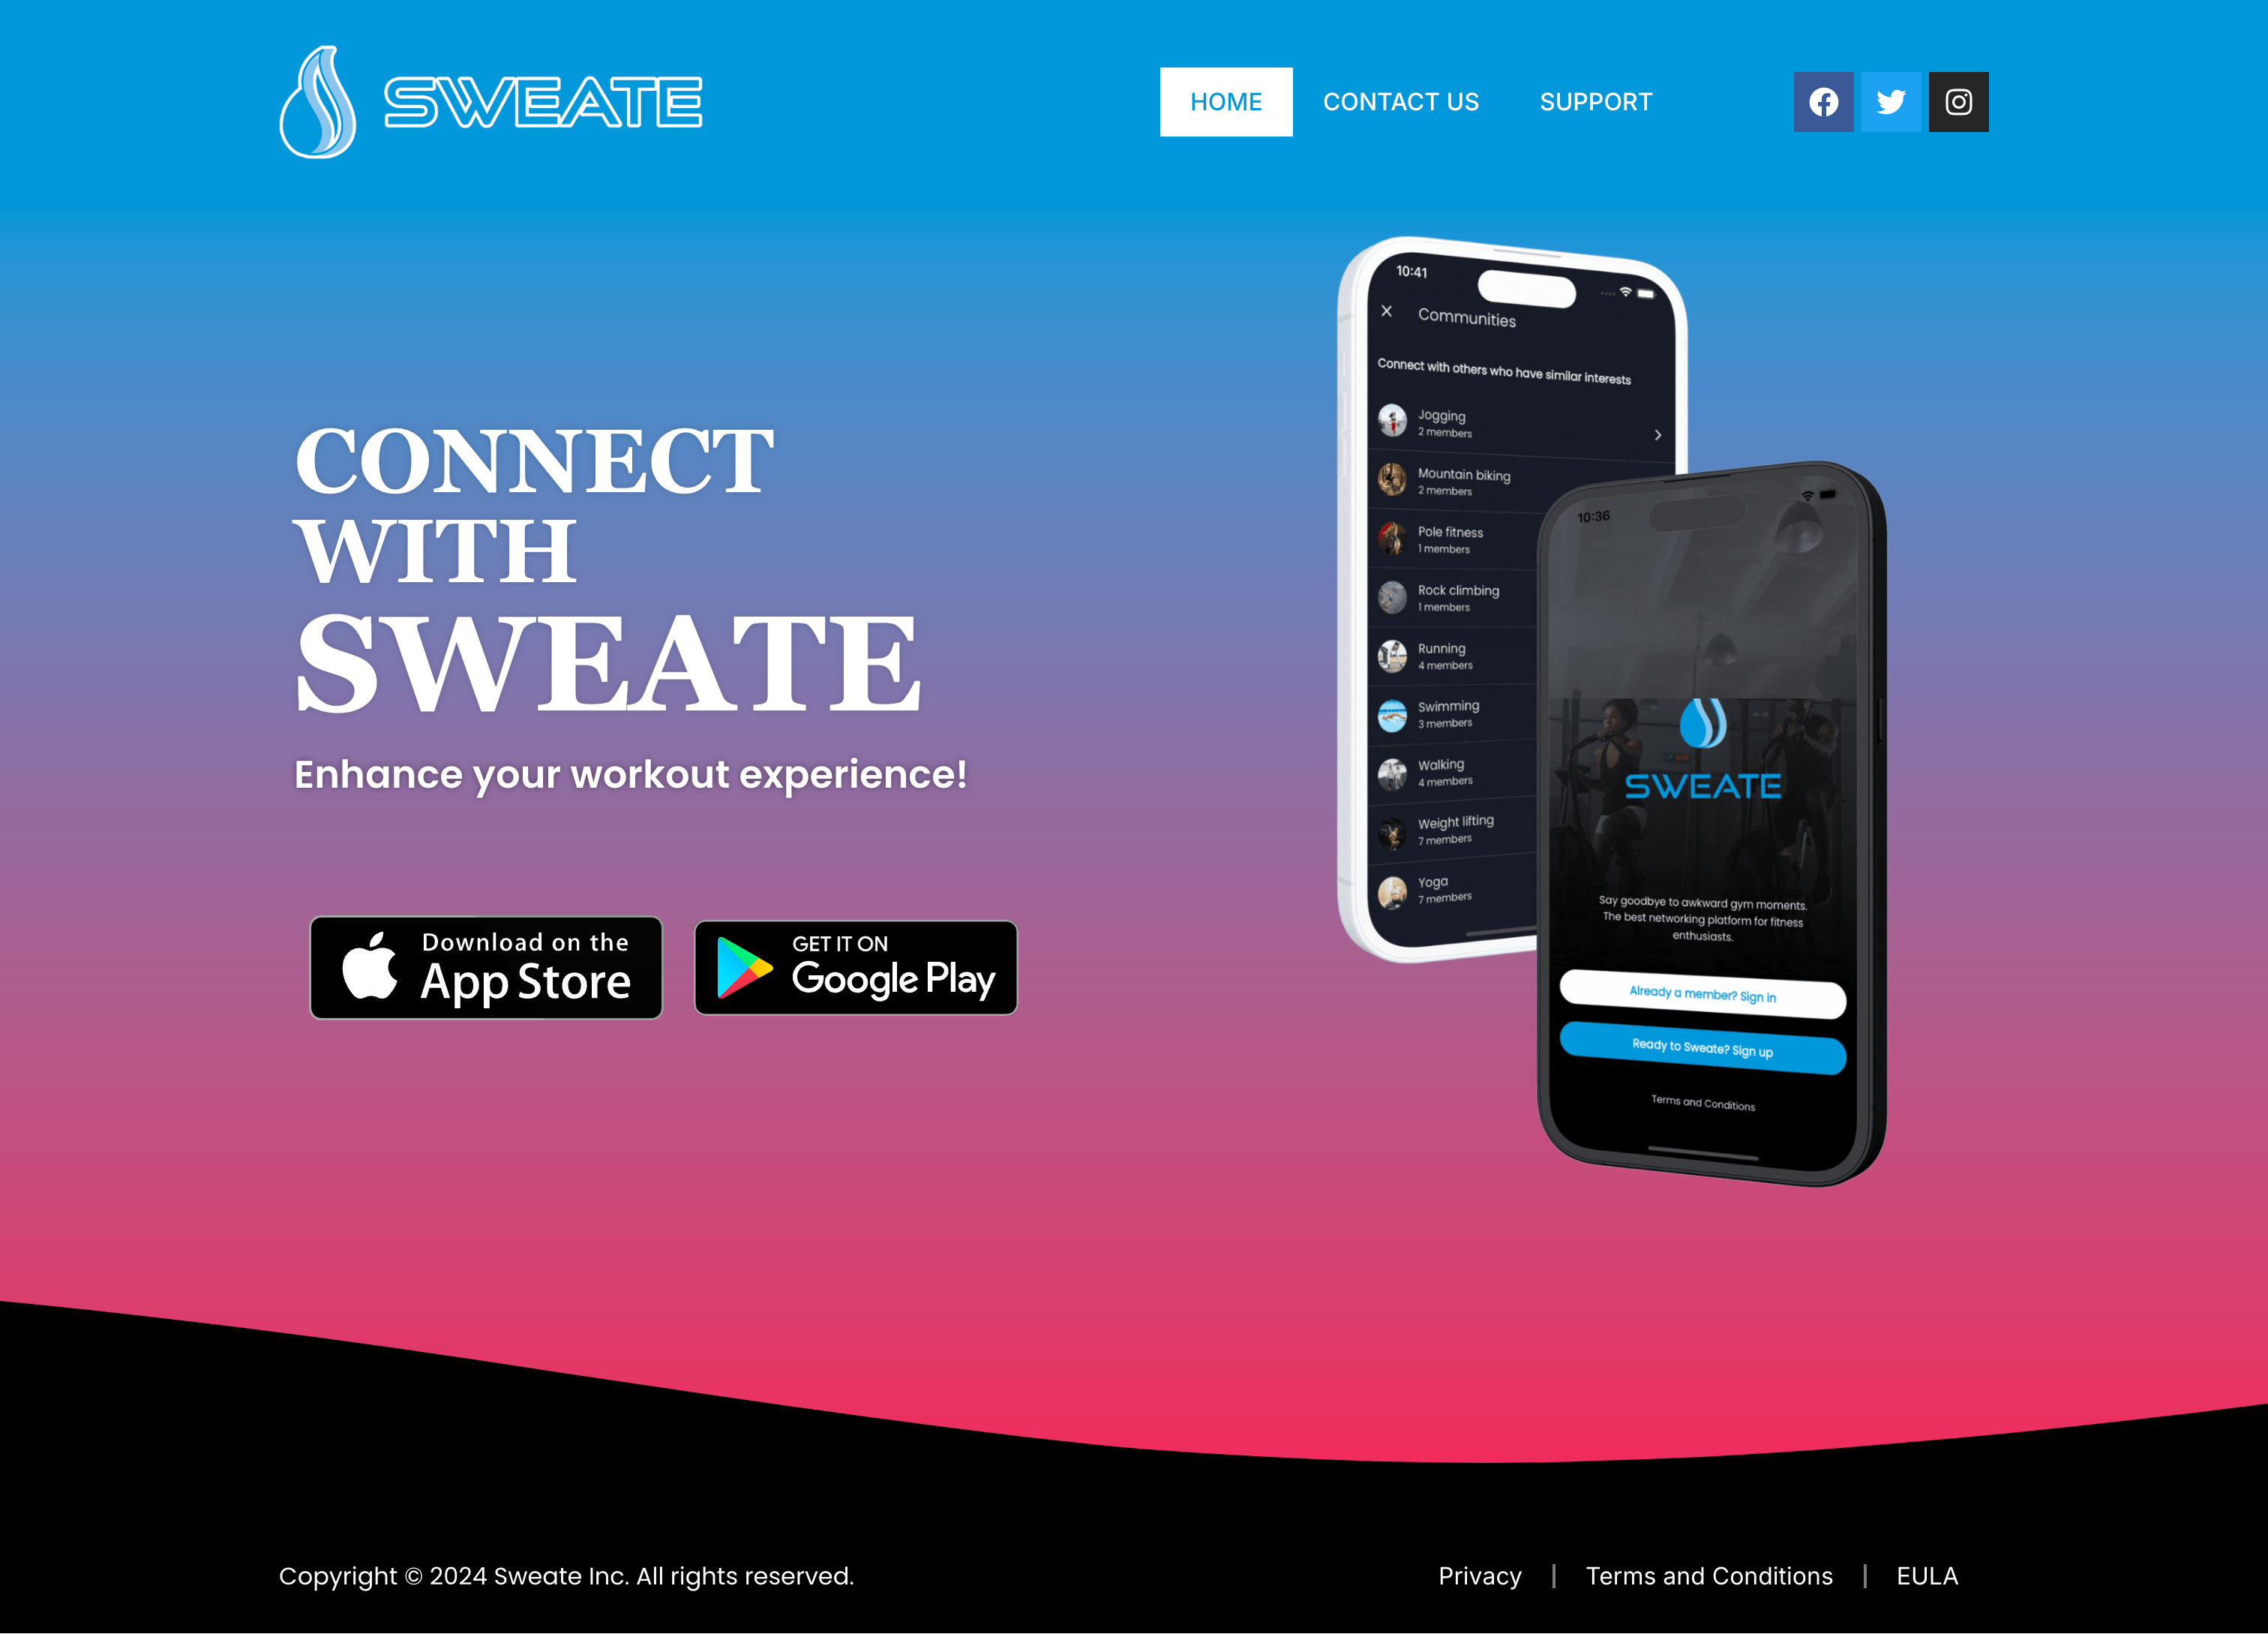 SWEATE
HOME
CONTACT US
SUPPORT
CONNECT
WITH
SWEATE
Enhance your workout experience!
Download on the
App Store
GET IT ON
Google Play
10:41
Communities
Connect with others who have similar interests
Jogging
2 members
Mountain biking
2 members
Pole fitness
1 members
Rock climbing
1 members
Running
4 members
Swimming
3 members
Walking
4 members
Weight lifting
7 members
Yoga
7 members
10:36
SWEATE
Say goodbye to awkward gym moments.
The best networking platform for fitness
enthusiasts.
Already a member? Sign in
Ready to Sweate? Sign up
Terms and Conditions
Copyright © 2024 Sweate Inc. All rights reserved.
Privacy | Terms and Conditions | EULA